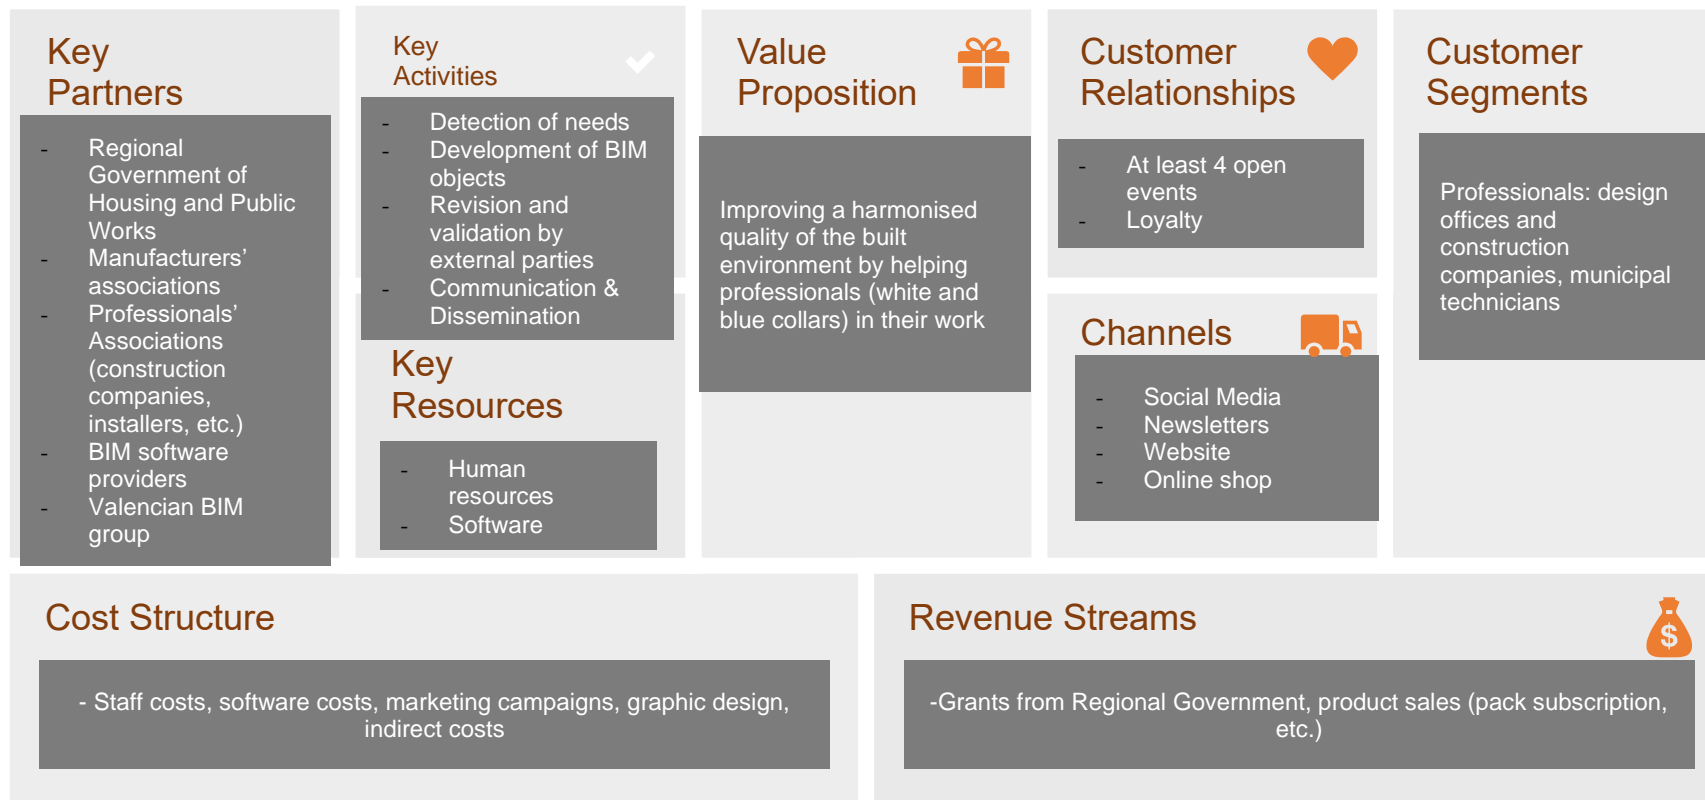 Key
Partners
- Regional
Government of
Housing and Public
Works
- Manufacturers’
associations
- Professionals’
Associations
(construction
companies,
installers, etc.)
- BIM software
providers
- Valencian BIM
group
Key
Activities
- Detection of needs
- Development of BIM
objects
- Revision and
validation by
external parties
- Communication &
Dissemination
Key
Resources
- Human
resources
- Software
Value
Proposition
Improving a harmonised
quality of the built
environment by helping
professionals (white and
blue collars) in their work
Customer
Relationships
- At least 4 open
events
- Loyalty
Channels
- Social Media
- Newsletters
- Website
- Online shop
Customer
Segments
Professionals: design
offices and
construction
companies, municipal
technicians
Cost Structure
- Staff costs, software costs, marketing campaigns, graphic design,
indirect costs
Revenue Streams
$
-Grants from Regional Government, product sales (pack subscription,
etc.)